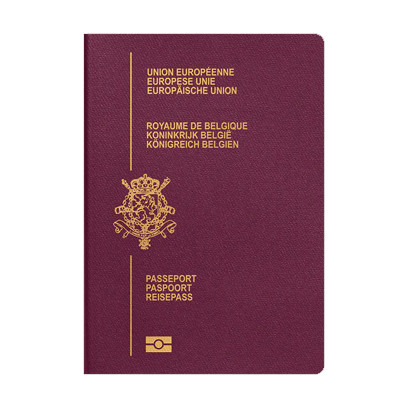 UNION EUROPÉENNE
EUROPESE UNIE
EUROPÄISCHE UNION
ROYAUME DE BELGIQUE
KONINKRIJK BELGIË
KÖNIGREICH BELGIEN
PASSEPORT
PASPOORT
REISEPASS